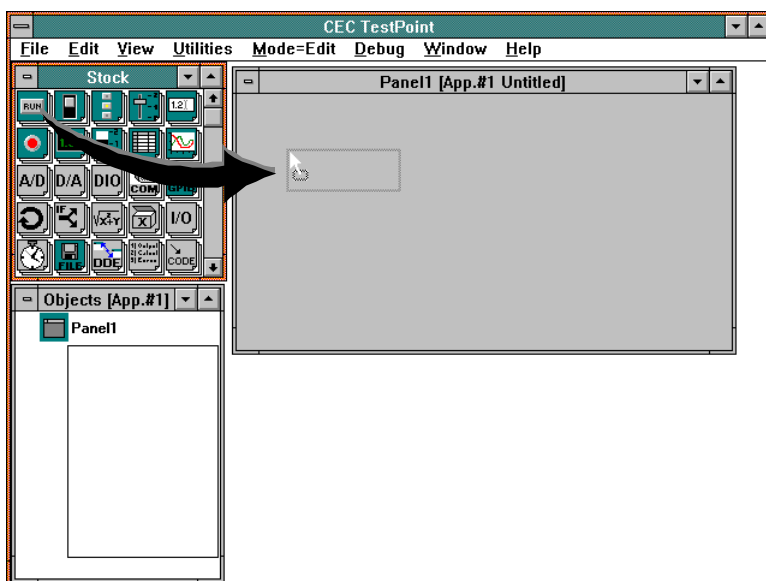 CEC TestPoint
File Edit View Utilities Mode=Edit Debug Window Help
Stock
RUN
1.2
A/D D/A DIO COM GPIB
IF √x²+Y X I/O
FILE DDE CODE
Panel1 [App.#1 Untitled]
Objects [App.#1]
Panel1